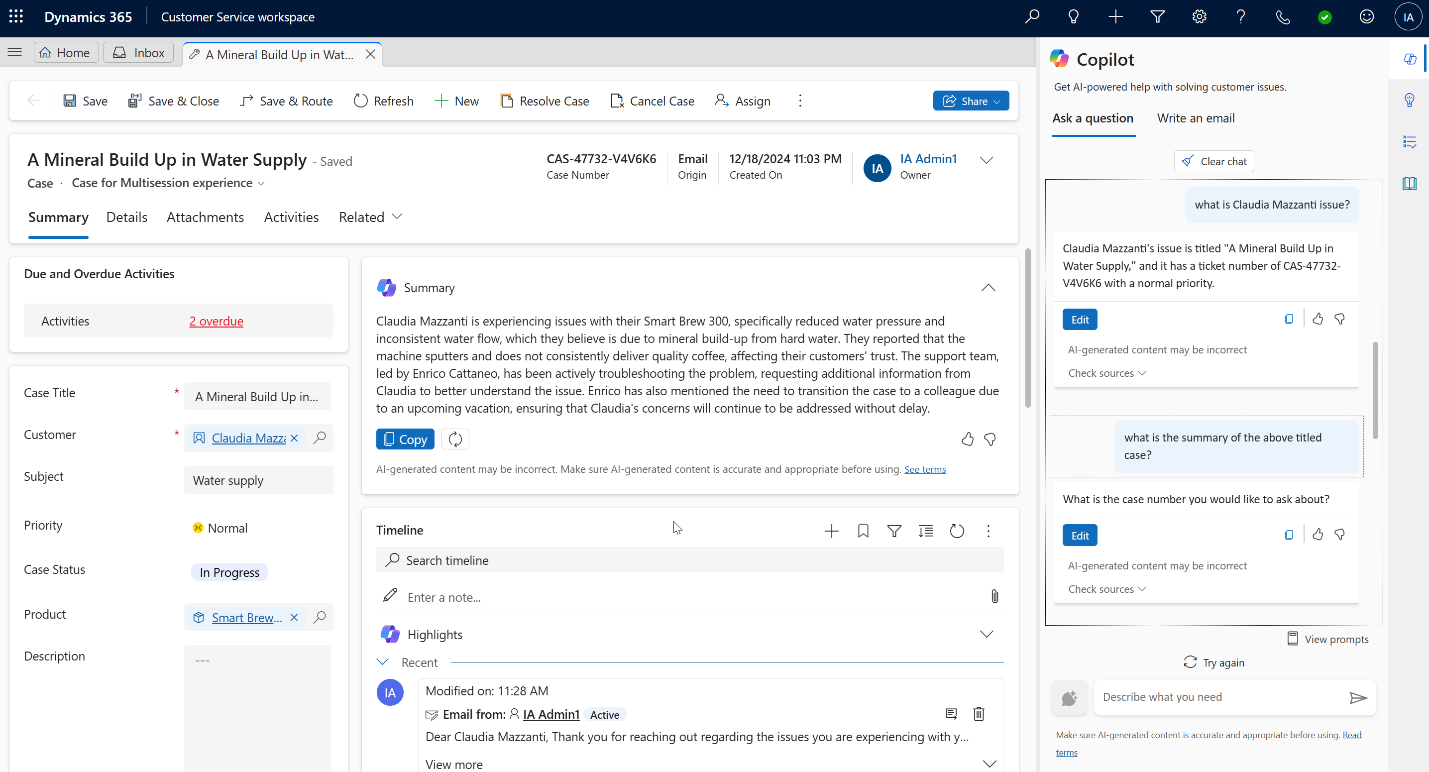 Dynamics 365
Customer Service workspace
IA
Home
Inbox
A Mineral Build Up in Wat...
Save
Save & Close
Save & Route
Refresh
New
Resolve Case
Cancel Case
Assign
Share
A Mineral Build Up in Water Supply - Saved
Case · Case for Multisession experience
CAS-47732-V4V6K6
Case Number
Email
Origin
12/18/2024 11:03 PM
Created On
IA
IA Admin1
Owner
Summary
Details
Attachments
Activities
Related
Due and Overdue Activities
Activities
2 overdue
Case Title
*
A Mineral Build Up in...
Customer
*
Claudia Mazza
Subject
Water supply
Priority
Normal
Case Status
In Progress
Product
Smart Brew...
Description
---
Summary
Claudia Mazzanti is experiencing issues with their Smart Brew 300, specifically reduced water pressure and
inconsistent water flow, which they believe is due to mineral build-up from hard water. They reported that the
machine sputters and does not consistently deliver quality coffee, affecting their customers' trust. The support team,
led by Enrico Cattaneo, has been actively troubleshooting the problem, requesting additional information from
Claudia to better understand the issue. Enrico has also mentioned the need to transition the case to a colleague due
to an upcoming vacation, ensuring that Claudia's concerns will continue to be addressed without delay.
Copy
AI-generated content may be incorrect. Make sure AI-generated content is accurate and appropriate before using. See terms
Timeline
Search timeline
Enter a note...
Highlights
Recent
IA
Modified on: 11:28 AM
Email from: IA Admin1 Active
Dear Claudia Mazzanti, Thank you for reaching out regarding the issues you are experiencing with y...
View more
Copilot
Get AI-powered help with solving customer issues.
Ask a question
Write an email
Clear chat
what is Claudia Mazzanti issue?
Claudia Mazzanti's issue is titled "A Mineral Build Up in
Water Supply," and it has a ticket number of CAS-47732-
V4V6K6 with a normal priority.
Edit
AI-generated content may be incorrect
Check sources
what is the summary of the above titled
case?
What is the case number you would like to ask about?
Edit
AI-generated content may be incorrect
Check sources
View prompts
Try again
Describe what you need
Make sure AI-generated content is accurate and appropriate before using. Read
terms